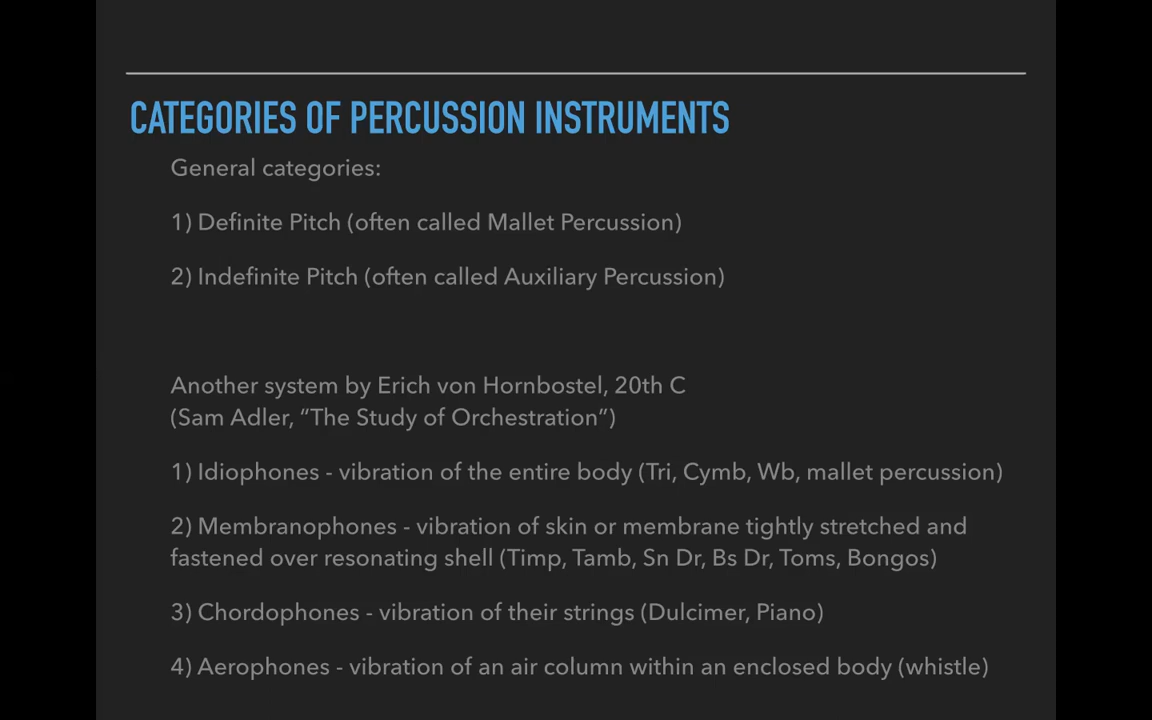 CATEGORIES OF PERCUSSION INSTRUMENTS
General categories:
1) Definite Pitch (often called Mallet Percussion)
2) Indefinite Pitch (often called Auxiliary Percussion)
Another system by Erich von Hornbostel, 20th C
(Sam Adler, “The Study of Orchestration”)
1) Idiophones - vibration of the entire body (Tri, Cymb, Wb, mallet percussion)
2) Membranophones - vibration of skin or membrane tightly stretched and
fastened over resonating shell (Timp, Tamb, Sn Dr, Bs Dr, Toms, Bongos)
3) Chordophones - vibration of their strings (Dulcimer, Piano)
4) Aerophones - vibration of an air column within an enclosed body (whistle)